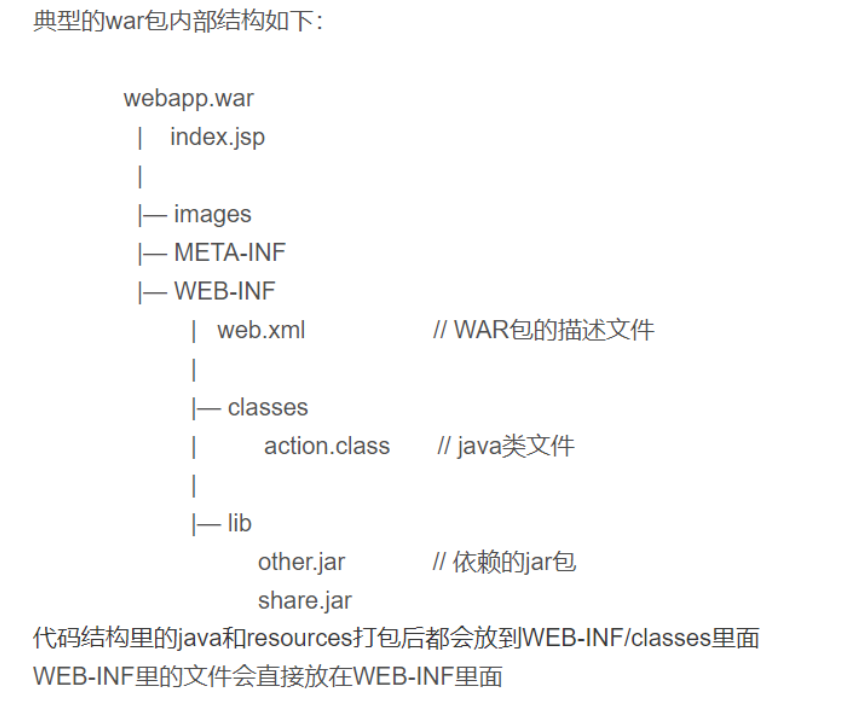 典型的war包内部结构如下：
webapp.war
| index.jsp
|
|— images
|— META-INF
|— WEB-INF
| web.xml // WAR包的描述文件
|
|— classes
| action.class // java类文件
|
|— lib
other.jar // 依赖的jar包
share.jar
代码结构里的java和resources打包后都会放到WEB-INF/classes里面
WEB-INF里的文件会直接放在WEB-INF里面